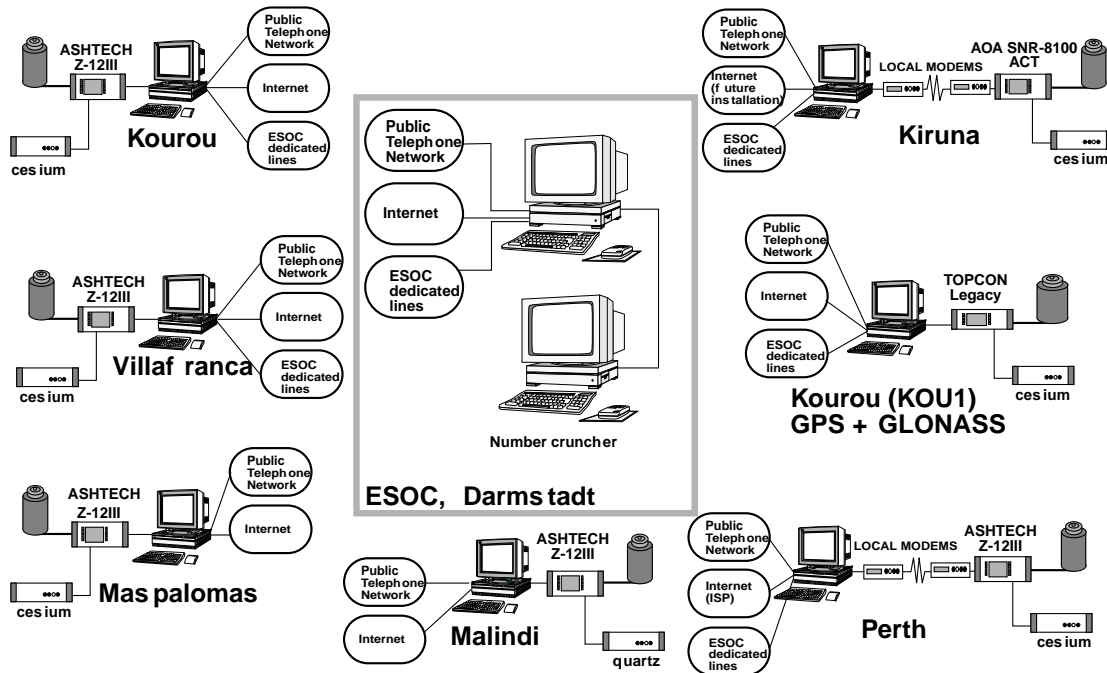 Public
Telephone
Network
ASHTECH
Z-12III
Internet
ESOC
dedicated
lines
Kourou
cesium
Public
Telephone
Network
Internet
ESOC
dedicated
lines
Number cruncher
ESOC, Darmstadt
Public
Telephone
Network
Internet
(future
installation)
ESOC
dedicated
lines
LOCAL MODEMS
AOA SNR-8100
ACT
Kiruna
cesium
Public
Telephone
Network
ASHTECH
Z-12III
Internet
ESOC
dedicated
lines
Villafranca
cesium
Public
Telephone
Network
Internet
ESOC
dedicated
lines
TOPCON
Legacy
cesium
Kourou (KOU1)
GPS + GLONASS
Public
Telephone
Network
ASHTECH
Z-12III
Internet
Maspalomas
cesium
ASHTECH
Z-12III
Public
Telephone
Network
Internet
Malindi
quartz
Public
Telephone
Network
Internet
(ISP)
ESOC
dedicated
lines
LOCAL MODEMS
ASHTECH
Z-12III
Perth
cesium